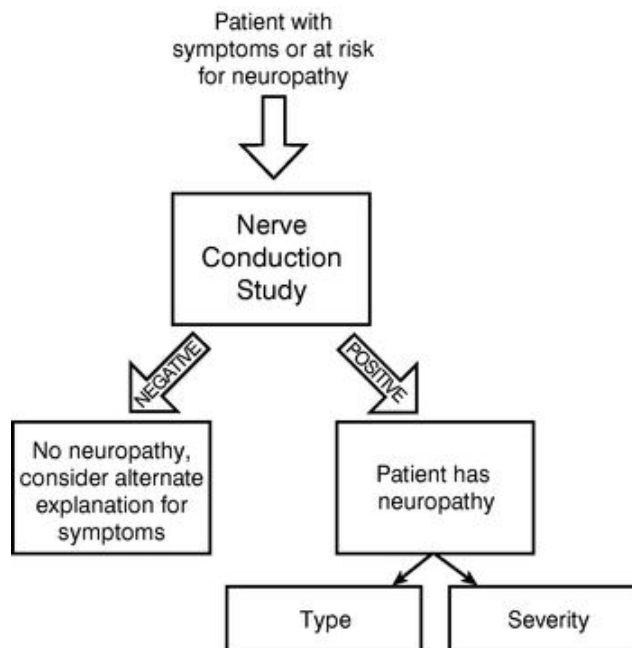 Patient with
symptoms or at risk
for neuropathy
Nerve
Conduction
Study
NEGATIVE
POSITIVE
No neuropathy,
consider alternate
explanation for
symptoms
Patient has
neuropathy
Type
Severity